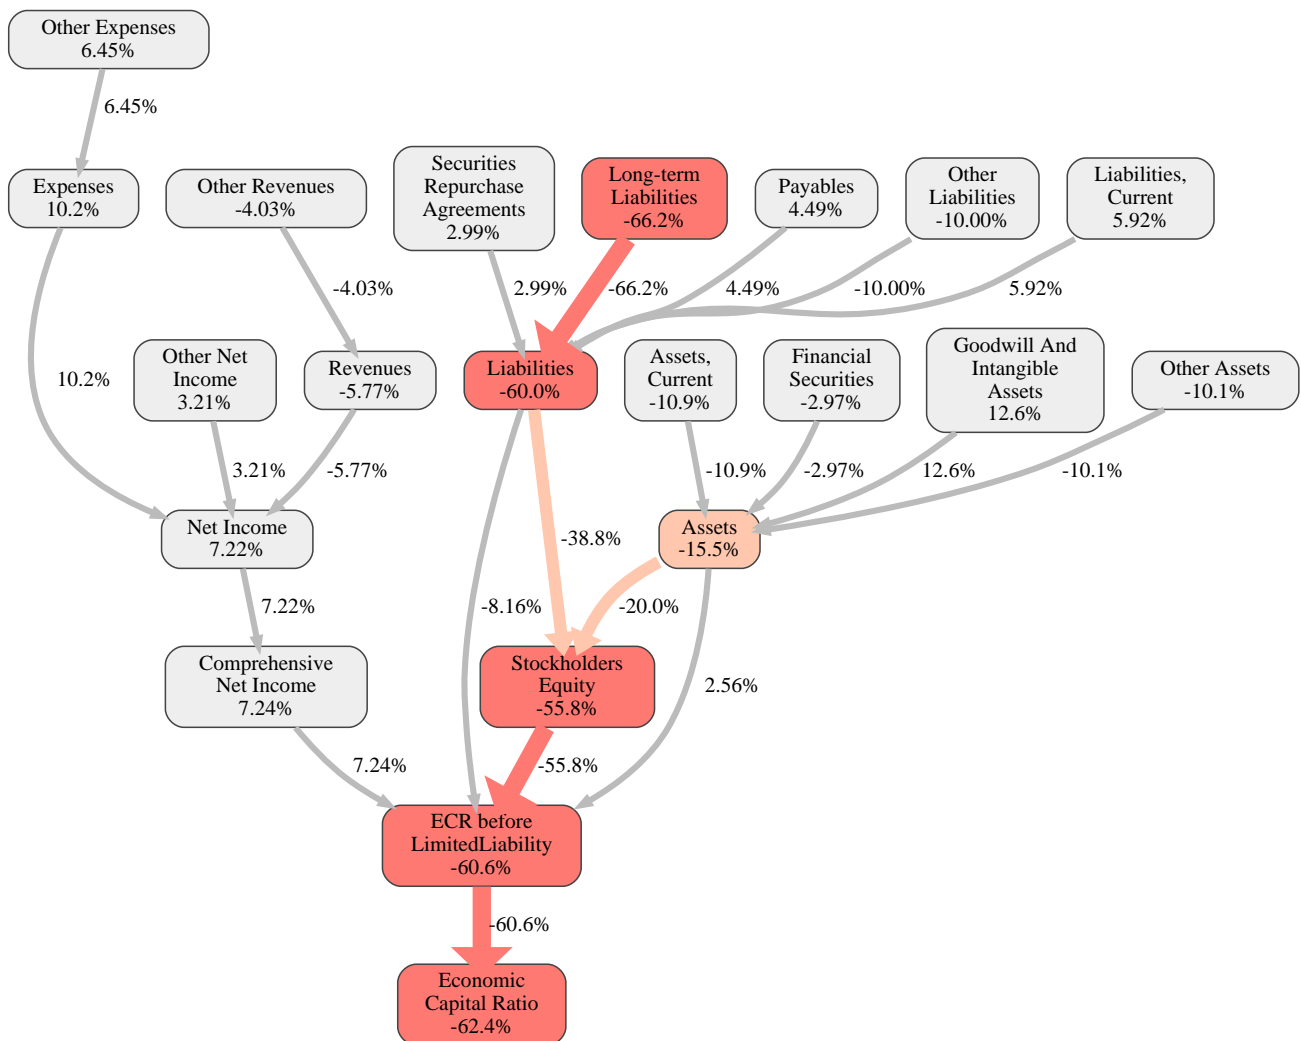 Other Expenses
6.45%
6.45%
Expenses
10.2%
Other Revenues
-4.03%
Securities
Repurchase
Agreements
2.99%
Long-term
Liabilities
-66.2%
Payables
4.49%
Other
Liabilities
-10.00%
Liabilities,
Current
5.92%
-4.03%
2.99%
-66.2%
4.49%
-10.00%
5.92%
10.2%
Other Net
Income
3.21%
Revenues
-5.77%
Liabilities
-60.0%
Assets,
Current
-10.9%
Financial
Securities
-2.97%
Goodwill And
Intangible
Assets
12.6%
Other Assets
-10.1%
3.21%
-5.77%
-10.9%
-2.97%
12.6%
-10.1%
Net Income
7.22%
-38.8%
Assets
-15.5%
7.22%
-8.16%
-20.0%
Comprehensive
Net Income
7.24%
Stockholders
Equity
-55.8%
2.56%
7.24%
-55.8%
ECR before
LimitedLiability
-60.6%
-60.6%
Economic
Capital Ratio
-62.4%